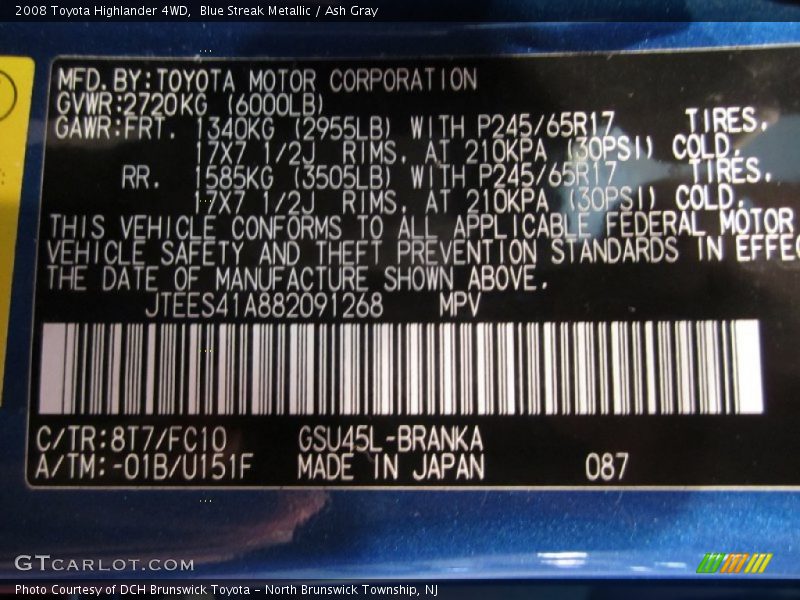 2008 Toyota Highlander 4WD,  Blue Streak Metallic / Ash Gray
MFD. BY: TOYOTA MOTOR CORPORATION
GVWR: 2720KG (6000LB)
GAWR: FRT. 1340KG (2955LB) WITH P245/65R17 TIRES,
17X7 1/2J RIMS, AT 210KPA (30PSI) COLD.
RR. 1585KG (3505LB) WITH P245/65R17 TIRES,
17X7 1/2J RIMS, AT 210KPA (30PSI) COLD.
THIS VEHICLE CONFORMS TO ALL APPLICABLE FEDERAL MOTOR
VEHICLE SAFETY AND THEFT PREVENTION STANDARDS IN EFFEC
THE DATE OF MANUFACTURE SHOWN ABOVE.
JTEES41A882091268 MPV
C/TR: 8T7/FC10 GSU45L-BRANKA
A/TM: -01B/U151F MADE IN JAPAN 087
GTCARLOT.COM
Photo Courtesy of DCH Brunswick Toyota - North Brunswick Township, NJ